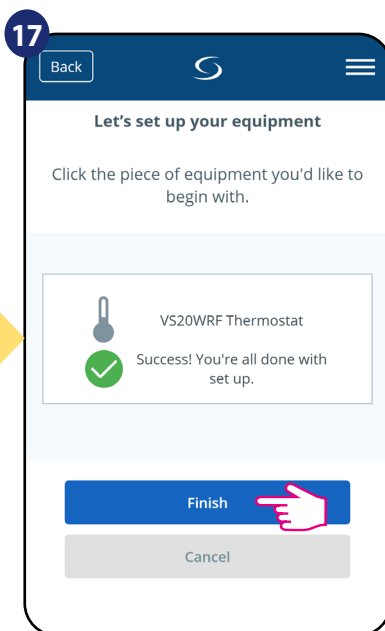 17
Back
Let's set up your equipment
Click the piece of equipment you'd like to
begin with.
VS20WRF Thermostat
Success! You're all done with
set up.
Finish
Cancel